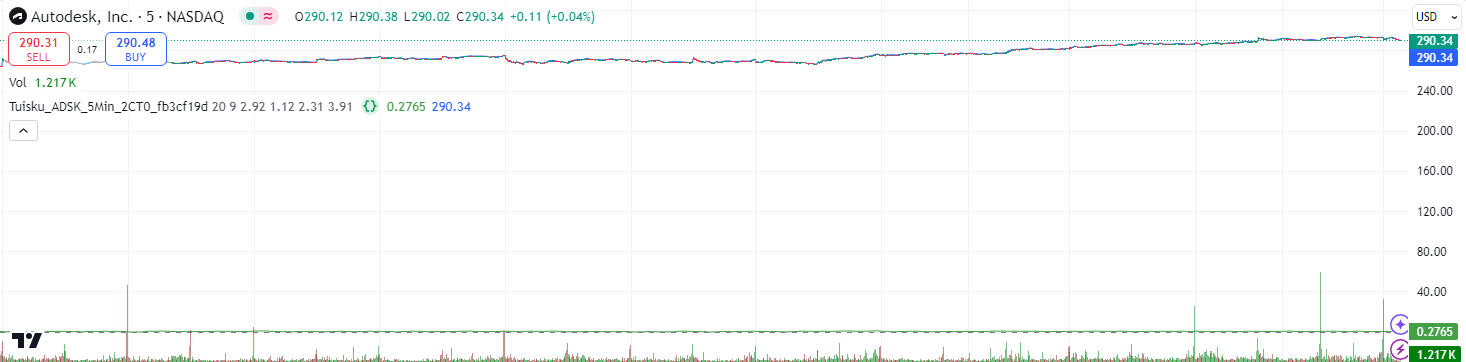 Autodesk, Inc. · 5 · NASDAQ O290.12 H290.38 L290.02 C290.34 +0.11 (+0.04%)
USD
290.31 SELL
0.17
290.48 BUY
290.34
290.34
Vol 1.217 K
240.00
Tuisku_ADSK_5Min_2CT0_fb3cf19d 20 9 2.92 1.12 2.31 3.91 {} 0.2765 290.34
200.00
160.00
120.00
80.00
40.00
0.2765
1.217 K